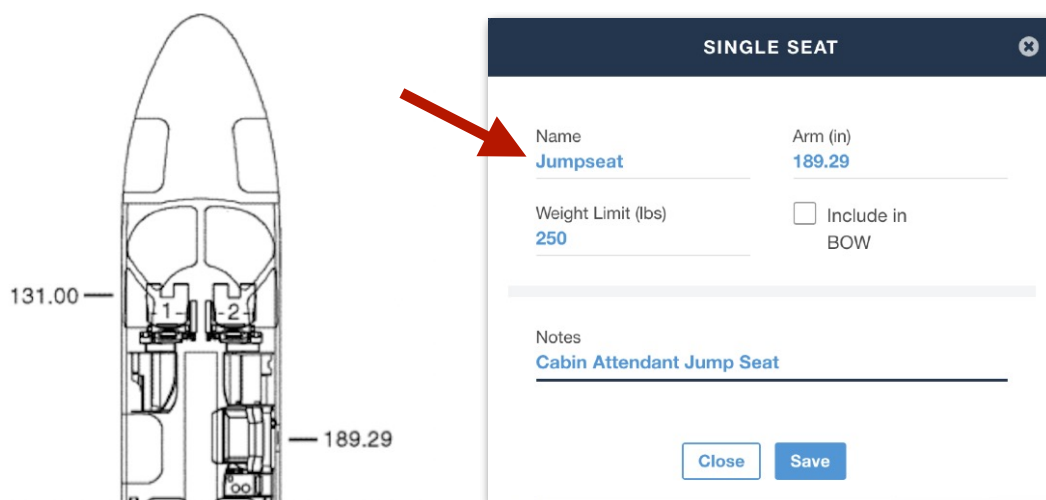 131.00
-1-
-2-
189.29
SINGLE SEAT
Name
Arm (in)
Jumpseat
189.29
Weight Limit (lbs)
250
Include in
BOW
Notes
Cabin Attendant Jump Seat
Close
Save